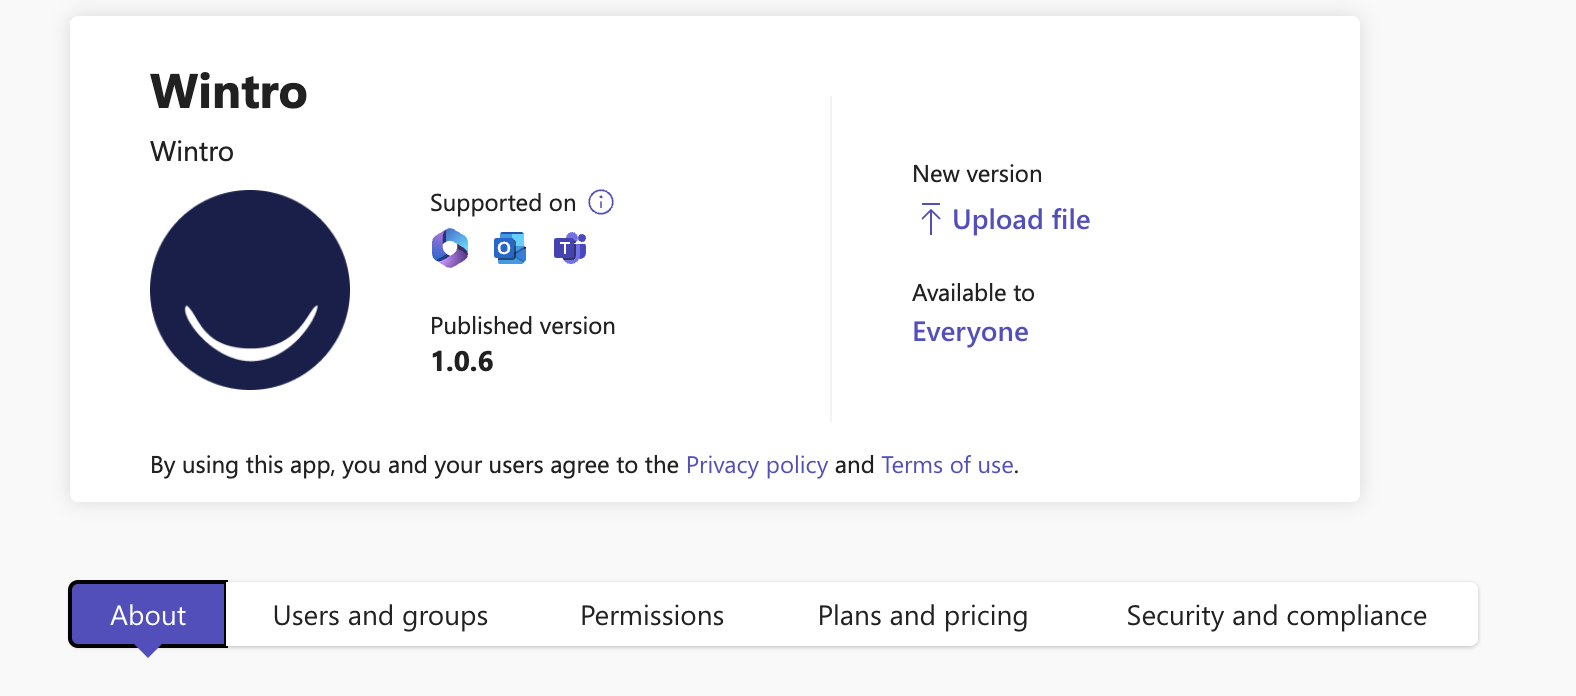 Wintro
Wintro
Supported on
Published version
1.0.6
New version
Upload file
Available to
Everyone
By using this app, you and your users agree to the Privacy policy and Terms of use.
About
Users and groups
Permissions
Plans and pricing
Security and compliance